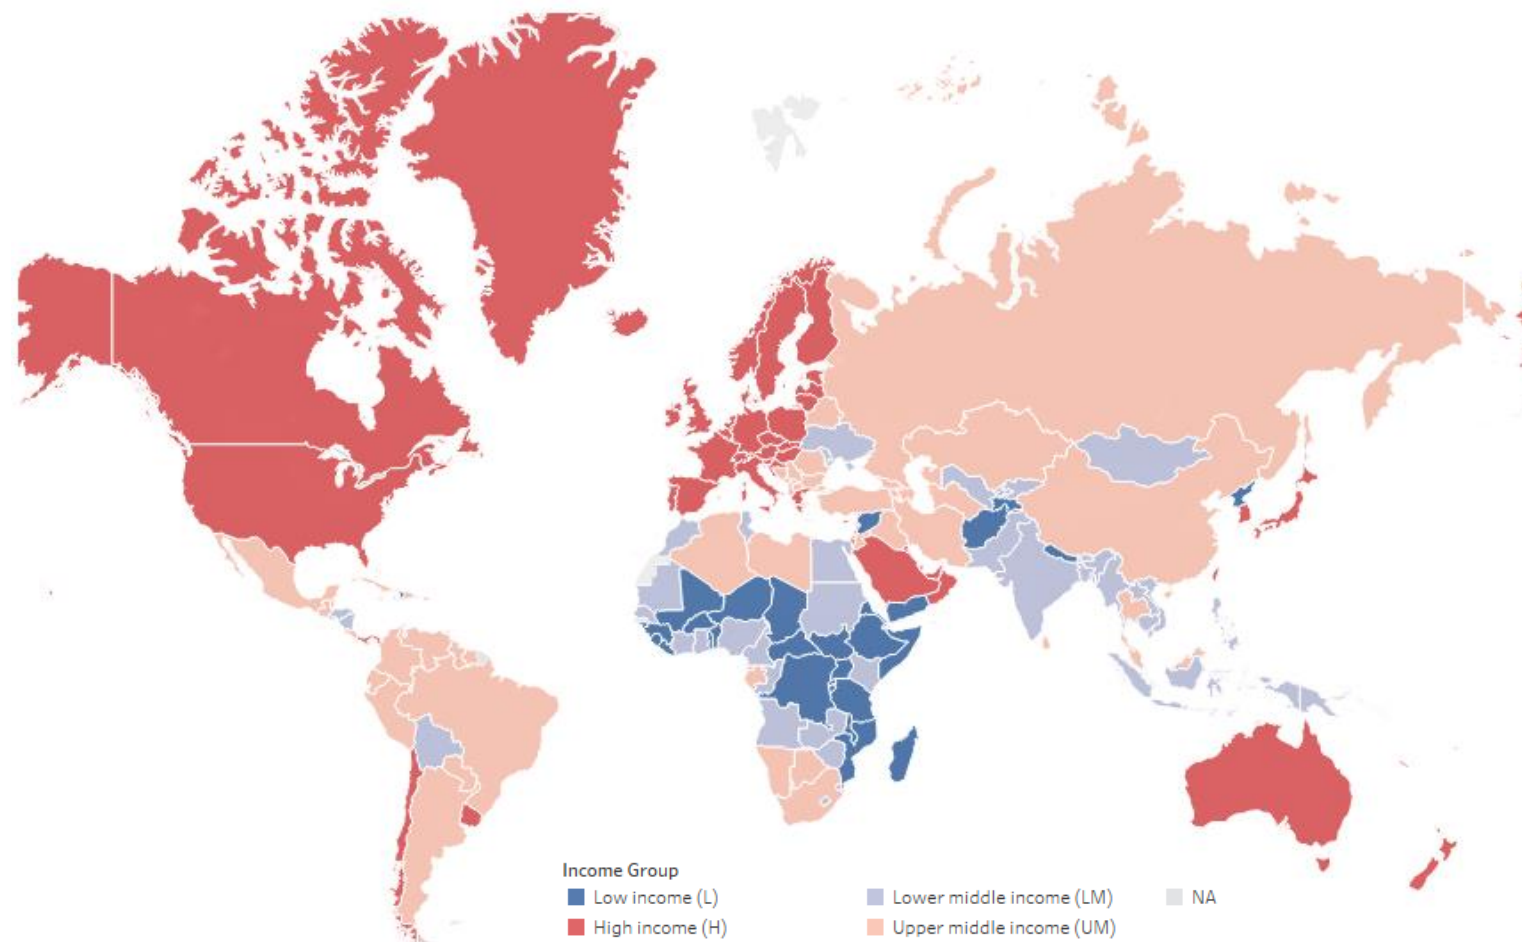 Income Group
Low income (L)
Lower middle income (LM)
NA
High income (H)
Upper middle income (UM)